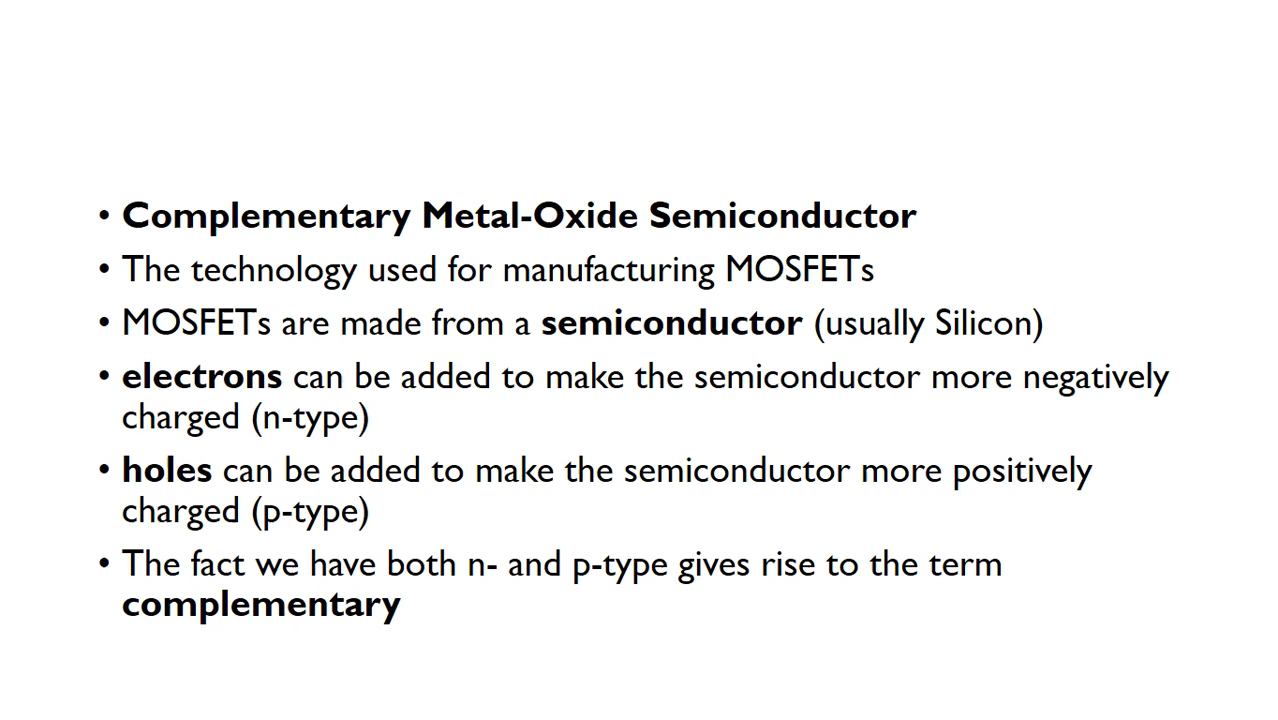 • Complementary Metal-Oxide Semiconductor
• The technology used for manufacturing MOSFETs
• MOSFETs are made from a semiconductor (usually Silicon)
• electrons can be added to make the semiconductor more negatively
charged (n-type)
• holes can be added to make the semiconductor more positively
charged (p-type)
• The fact we have both n- and p-type gives rise to the term
complementary